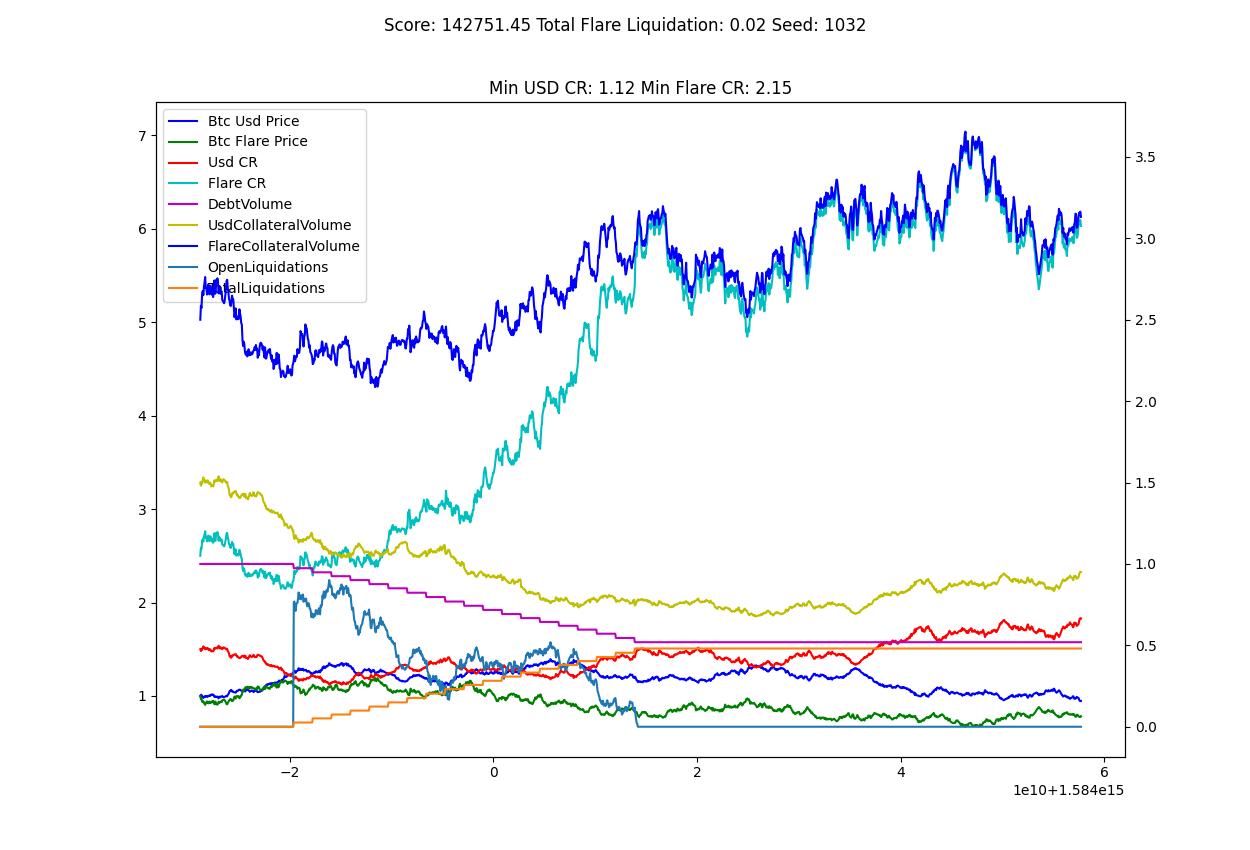 Score: 142751.45 Total Flare Liquidation: 0.02 Seed: 1032
Min USD CR: 1.12 Min Flare CR: 2.15
Btc Usd Price
Btc Flare Price
Usd CR
Flare CR
DebtVolume
UsdCollateralVolume
FlareCollateralVolume
OpenLiquidations
TotalLiquidations
7
6
5
4
3
2
1
3.5
3.0
2.5
2.0
1.5
1.0
0.5
0.0
−2 0 2 4 6
1e10+1.584e15